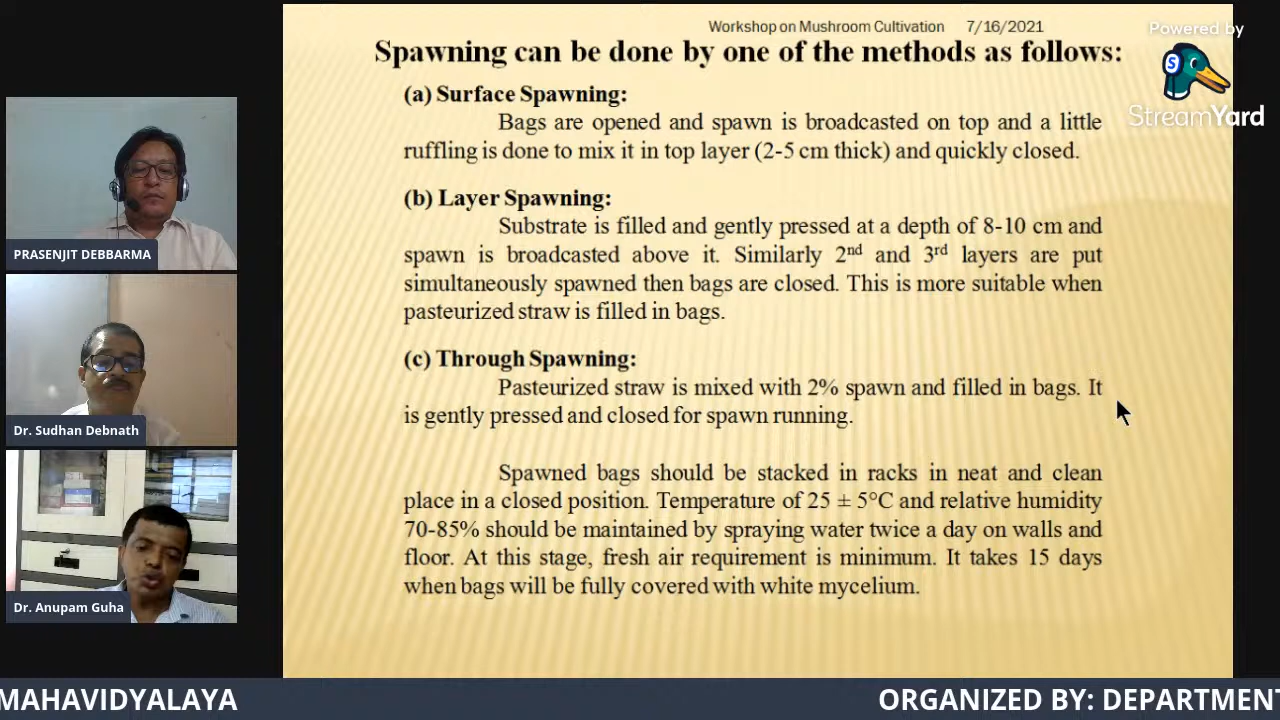 Workshop on Mushroom Cultivation 7/16/2021
Powered by
StreamYard
Spawning can be done by one of the methods as follows:
(a) Surface Spawning:
Bags are opened and spawn is broadcasted on top and a little
ruffling is done to mix it in top layer (2-5 cm thick) and quickly closed.
(b) Layer Spawning:
Substrate is filled and gently pressed at a depth of 8-10 cm and
spawn is broadcasted above it. Similarly 2nd and 3rd layers are put
simultaneously spawned then bags are closed. This is more suitable when
pasteurized straw is filled in bags.
(c) Through Spawning:
Pasteurized straw is mixed with 2% spawn and filled in bags. It
is gently pressed and closed for spawn running.
Spawned bags should be stacked in racks in neat and clean
place in a closed position. Temperature of 25 ± 5°C and relative humidity
70-85% should be maintained by spraying water twice a day on walls and
floor. At this stage, fresh air requirement is minimum. It takes 15 days
when bags will be fully covered with white mycelium.
PRASENJIT DEBBARMA
Dr. Sudhan Debnath
Dr. Anupam Guha
MAHAVIDYALAYA ORGANIZED BY: DEPARTMENT